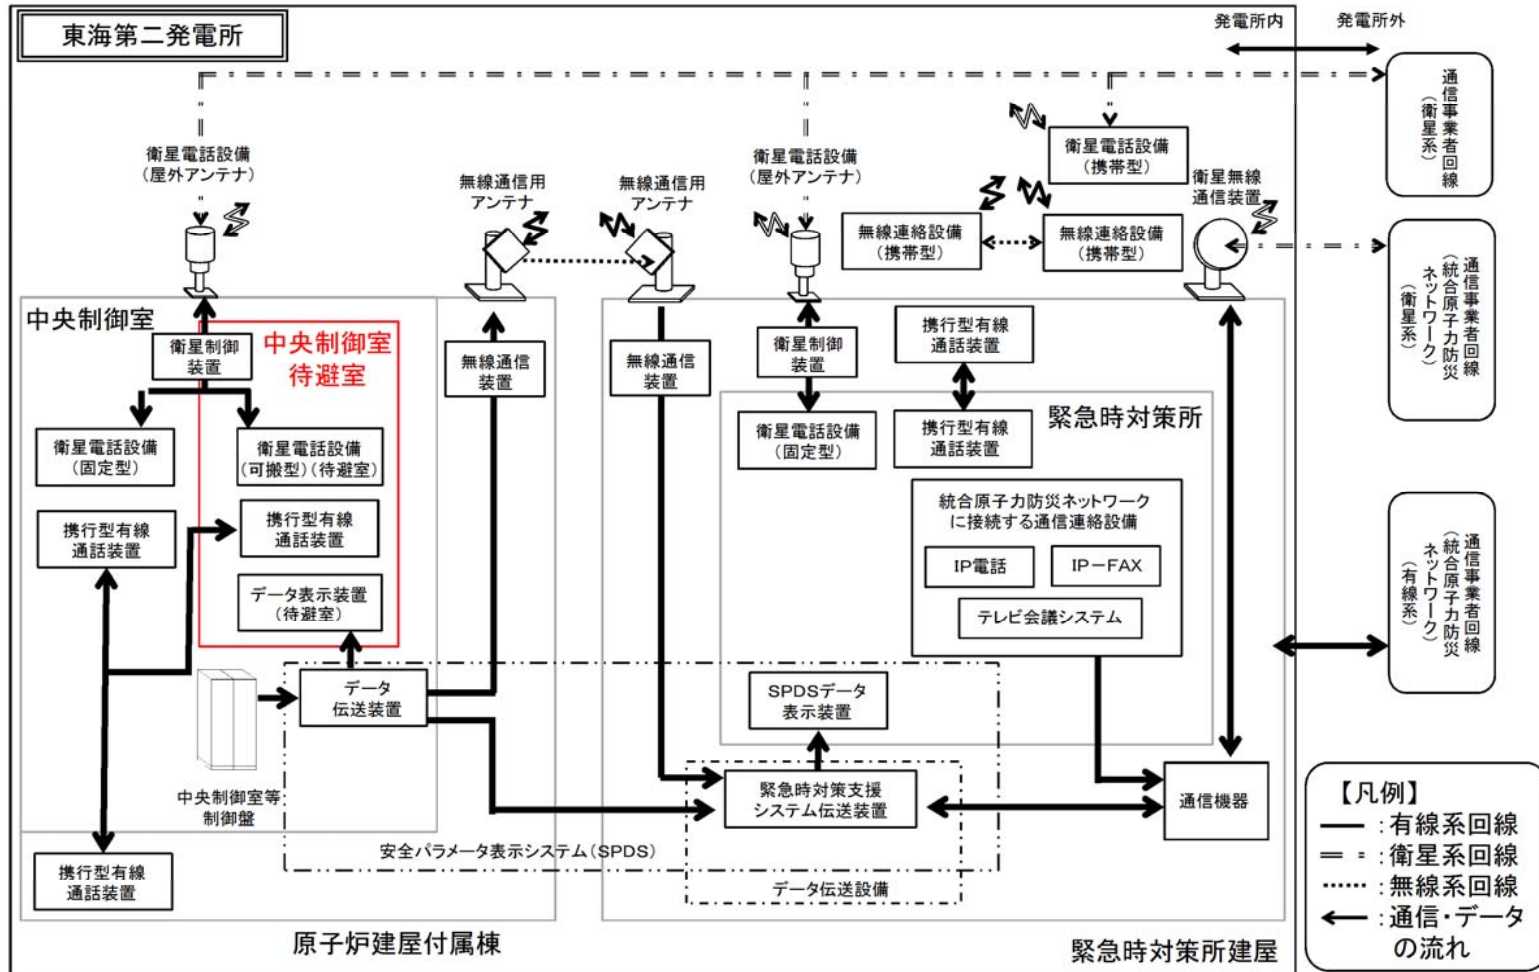 東海第二発電所
発電所内
発電所外
通信事業者回線
(衛星系)
衛星電話設備
(屋外アンテナ)
無線通信用
アンテナ
無線通信用
アンテナ
衛星電話設備
(屋外アンテナ)
衛星電話設備
(携帯型)
衛星無線
通信装置
無線連絡設備
(携帯型)
無線連絡設備
(携帯型)
通信事業者回線
(統合原子力防災
ネットワーク)
(衛星系)
中央制御室
衛星制御
装置
中央制御室
待避室
無線通信
装置
無線通信
装置
衛星制御
装置
携行型有線
通話装置
緊急時対策所
衛星電話設備
(固定型)
衛星電話設備
(可搬型)(待避室)
衛星電話設備
(固定型)
携行型有線
通話装置
携行型有線
通話装置
携行型有線
通話装置
統合原子力防災ネットワーク
に接続する通信連絡設備
IP電話
IP-FAX
テレビ会議システム
通信事業者回線
(統合原子力防災
ネットワーク)
(有線系)
データ表示装置
(待避室)
データ
伝送装置
SPDSデータ
表示装置
中央制御室等
制御盤
緊急時対策支援
システム伝送装置
通信機器
安全パラメータ表示システム(SPDS)
携行型有線
通話装置
データ伝送設備
原子炉建屋付属棟
緊急時対策所建屋
【凡例】
:有線系回線
:衛星系回線
:無線系回線
:通信・データ
の流れ